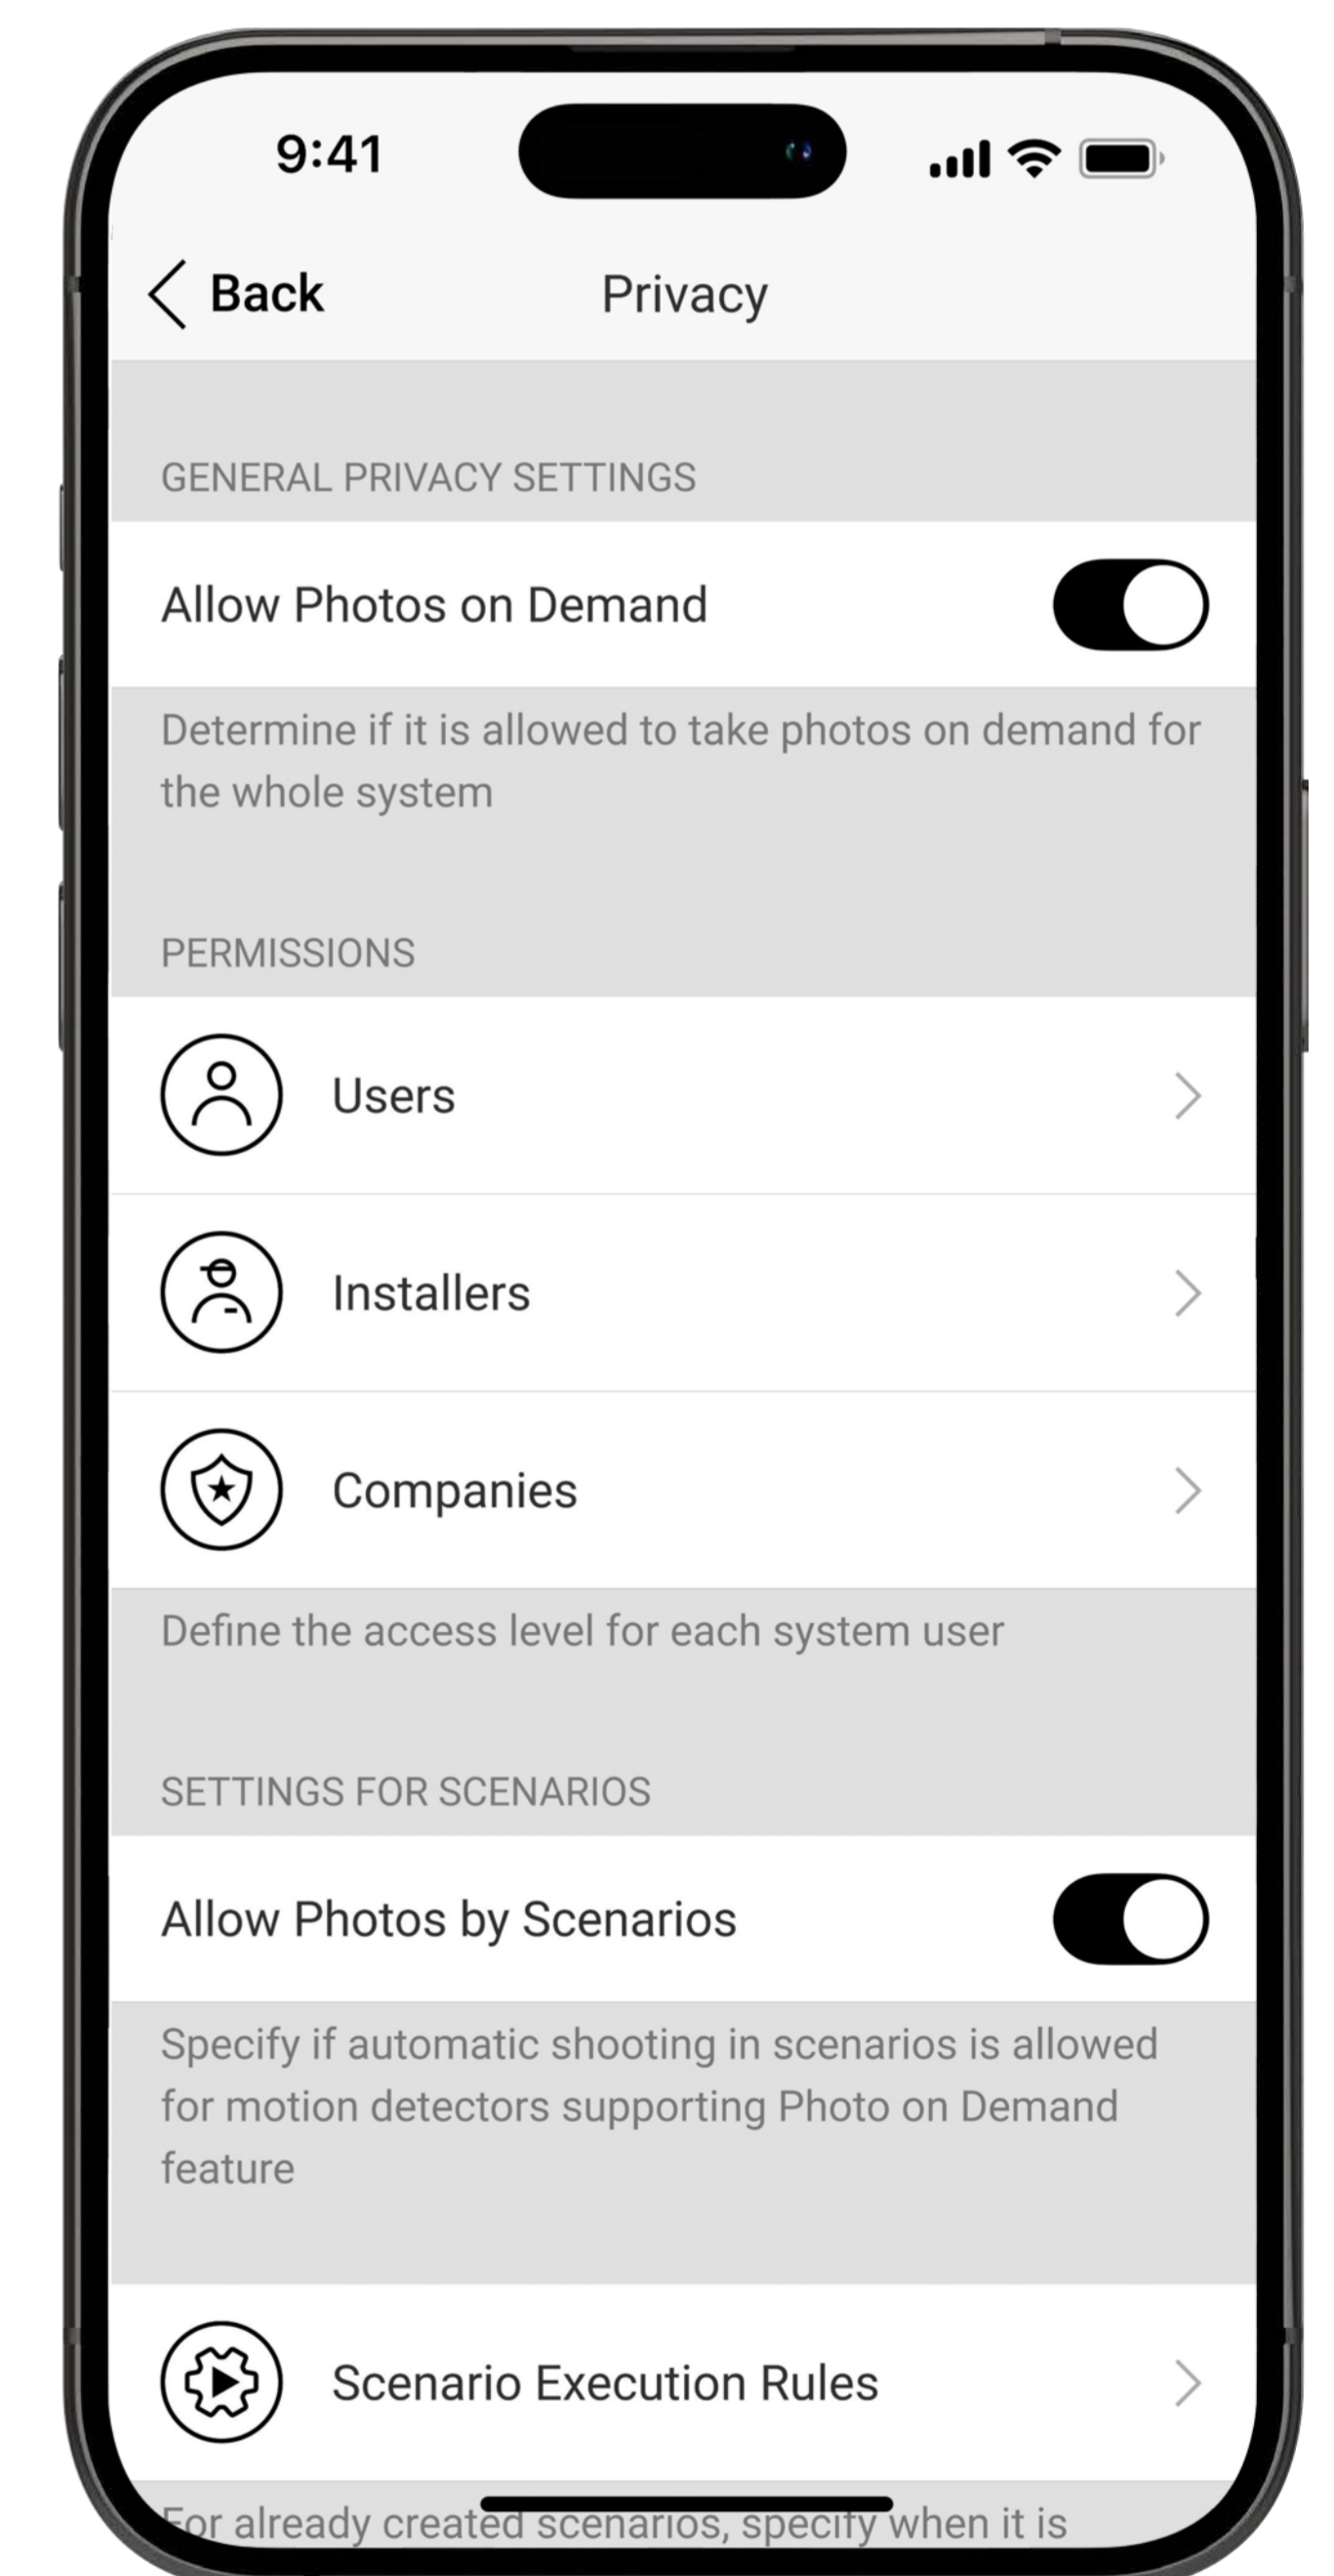 9:41
Back
Privacy
GENERAL PRIVACY SETTINGS
Allow Photos on Demand
Determine if it is allowed to take photos on demand for
the whole system
PERMISSIONS
Users
Installers
Companies
Define the access level for each system user
SETTINGS FOR SCENARIOS
Allow Photos by Scenarios
Specify if automatic shooting in scenarios is allowed
for motion detectors supporting Photo on Demand
feature
Scenario Execution Rules
For already created scenarios, specify when it is